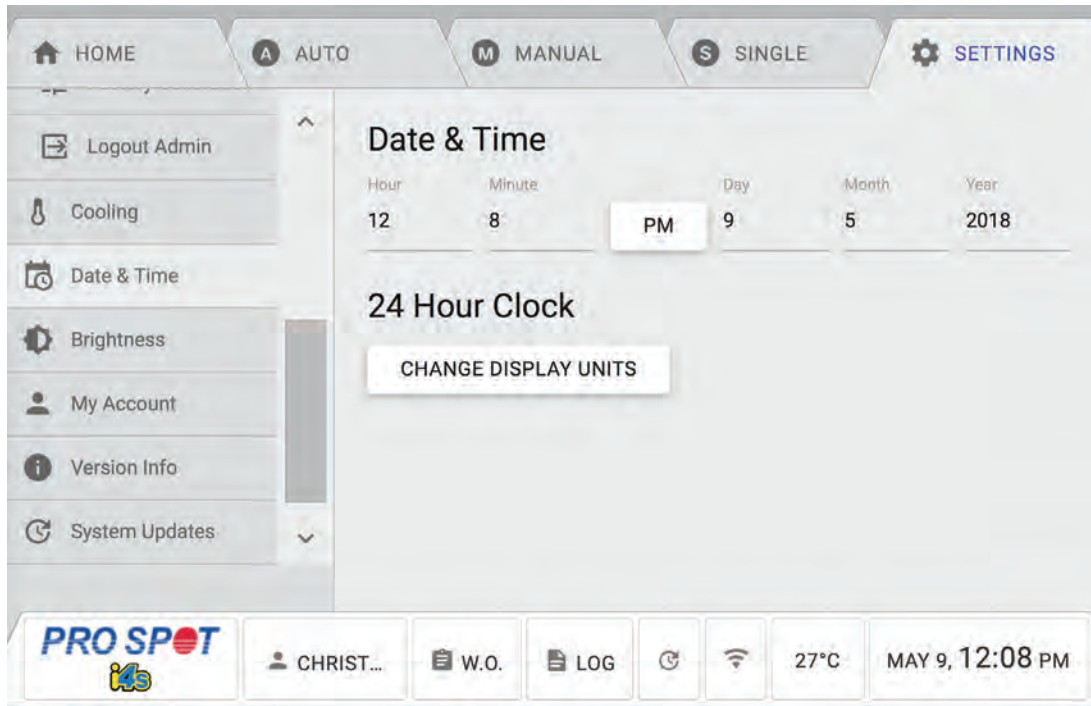 HOME
A AUTO
M MANUAL
S SINGLE
SETTINGS
Logout Admin
Cooling
Date & Time
Brightness
My Account
Version Info
System Updates
Date & Time
Hour Minute Day Month Year
12 8 PM 9 5 2018
24 Hour Clock
CHANGE DISPLAY UNITS
PRO SPOT
i4s
CHRIST... W.O. LOG 27°C MAY 9, 12:08 PM